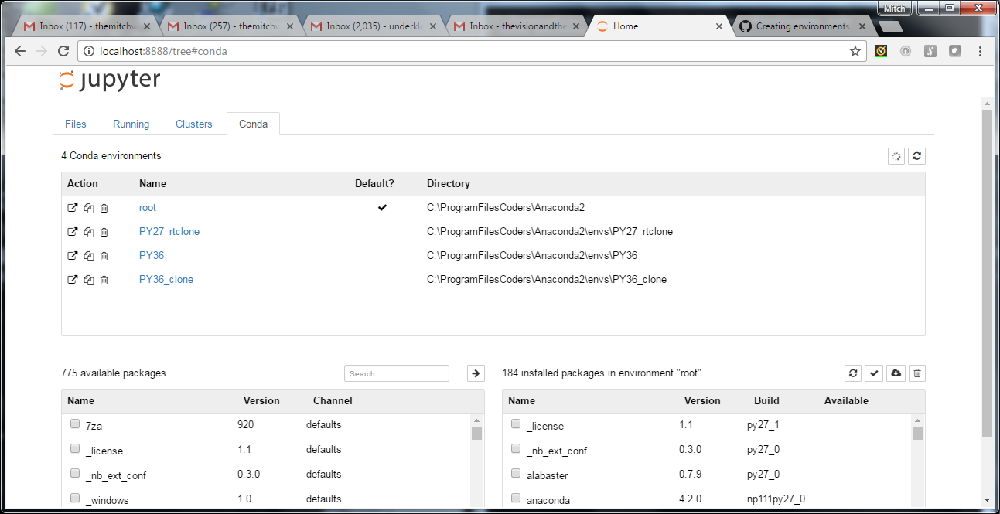 Mitch
Inbox (117) - themitchw
Inbox (257) - themitchw
Inbox (2,035) - underkl
Inbox - thevisionandthe
Home
Creating environments
localhost:8888/tree#conda
jupyter
Files Running Clusters Conda
4 Conda environments
Action Name Default? Directory
root C:\ProgramFilesCoders\Anaconda2
PY27_rtclone C:\ProgramFilesCoders\Anaconda2\envs\PY27_rtclone
PY36 C:\ProgramFilesCoders\Anaconda2\envs\PY36
PY36_clone C:\ProgramFilesCoders\Anaconda2\envs\PY36_clone
775 available packages Search...
Name Version Channel
7za 920 defaults
_license 1.1 defaults
_nb_ext_conf 0.3.0 defaults
_windows 1.0 defaults
184 installed packages in environment "root"
Name Version Build Available
_license 1.1 py27_1
_nb_ext_conf 0.3.0 py27_0
alabaster 0.7.9 py27_0
anaconda 4.2.0 np111py27_0